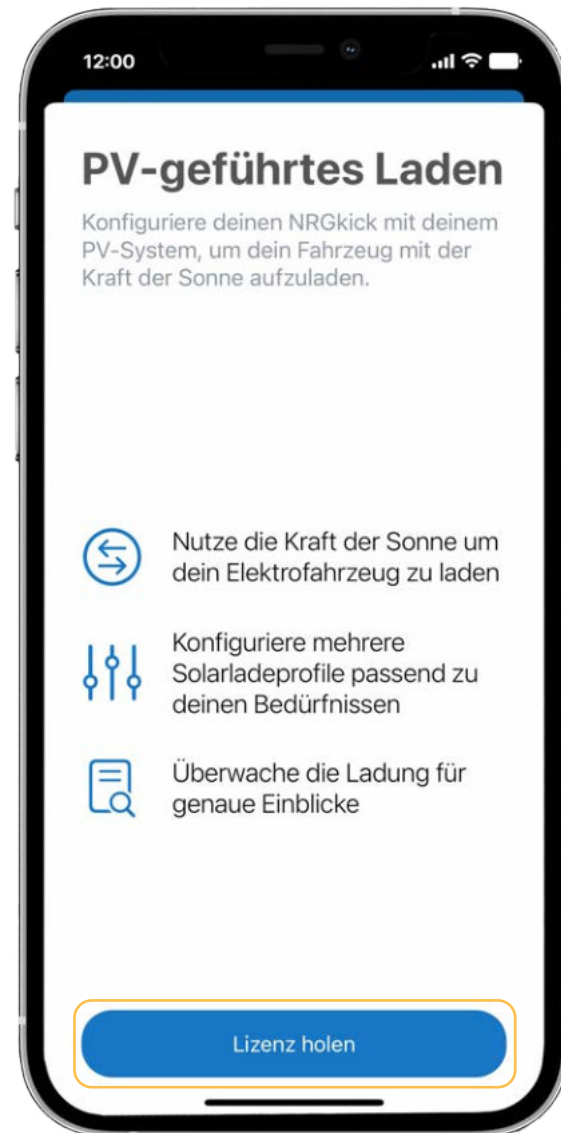 12:00
PV-geführtes Laden
Konfiguriere deinen NRGkick mit deinem
PV-System, um dein Fahrzeug mit der
Kraft der Sonne aufzuladen.
Nutze die Kraft der Sonne um
dein Elektrofahrzeug zu laden
Konfiguriere mehrere
Solarladeprofile passend zu
deinen Bedürfnissen
Überwache die Ladung für
genaue Einblicke
Lizenz holen